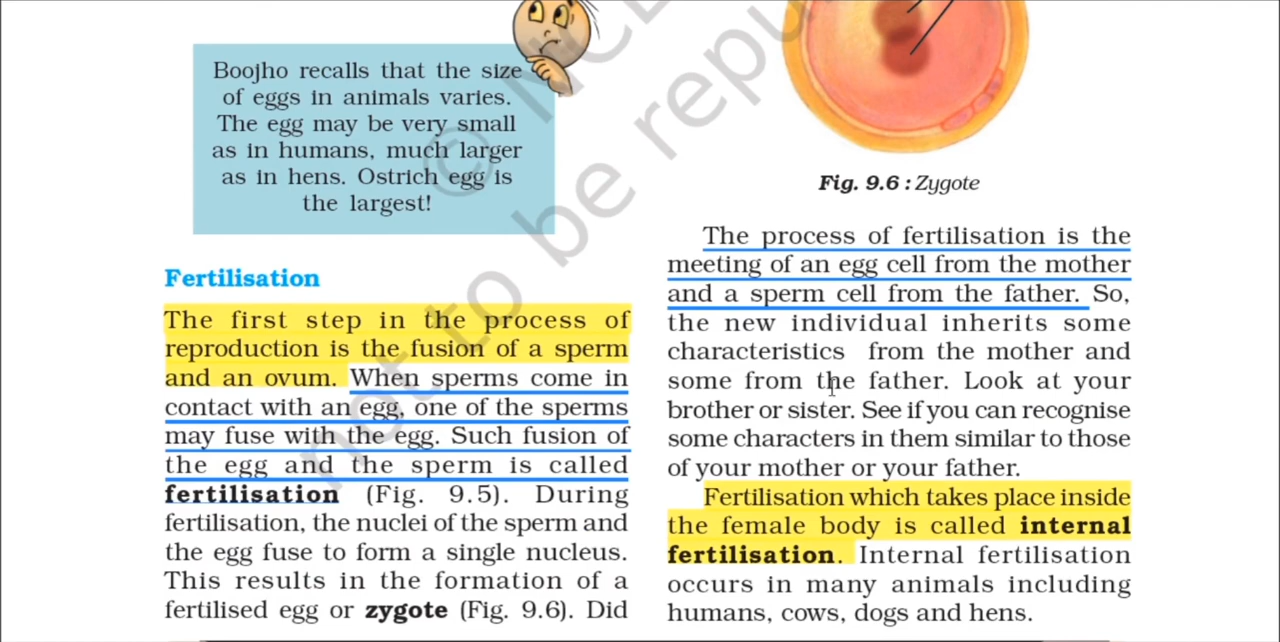 Boojho recalls that the size
of eggs in animals varies.
The egg may be very small
as in humans, much larger
as in hens. Ostrich egg is
the largest!
Fertilisation
The first step in the process of
reproduction is the fusion of a sperm
and an ovum. When sperms come in
contact with an egg, one of the sperms
may fuse with the egg. Such fusion of
the egg and the sperm is called
fertilisation (Fig. 9.5). During
fertilisation, the nuclei of the sperm and
the egg fuse to form a single nucleus.
This results in the formation of a
fertilised egg or zygote (Fig. 9.6). Did
Fig. 9.6 : Zygote
The process of fertilisation is the
meeting of an egg cell from the mother
and a sperm cell from the father. So,
the new individual inherits some
characteristics from the mother and
some from the father. Look at your
brother or sister. See if you can recognise
some characters in them similar to those
of your mother or your father.
Fertilisation which takes place inside
the female body is called internal
fertilisation. Internal fertilisation
occurs in many animals including
humans, cows, dogs and hens.
not to be repu